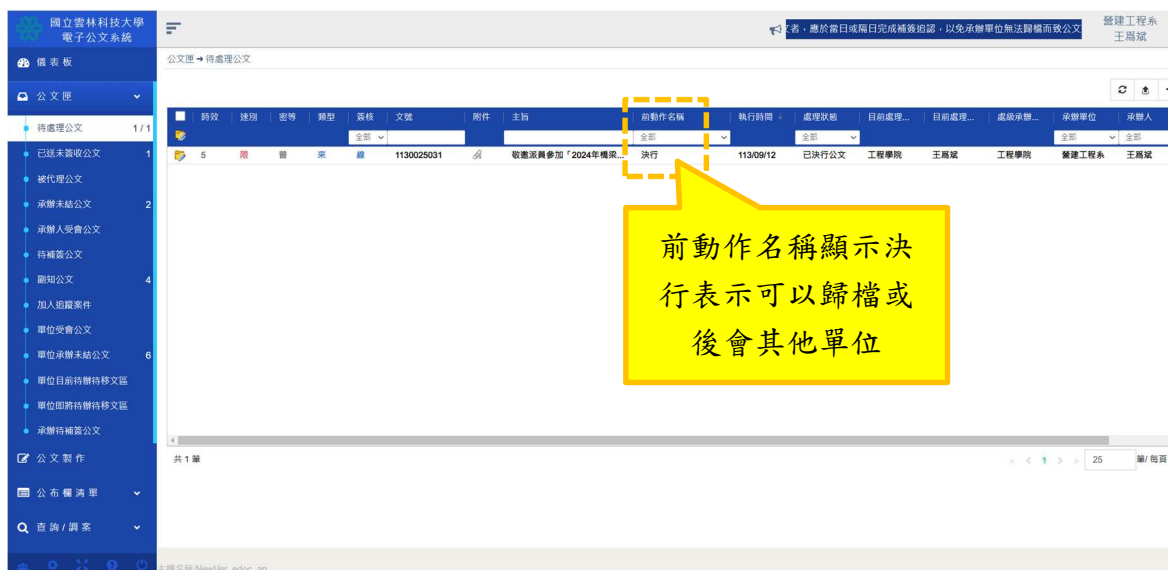 國立雲林科技大學
電子公文系統
者，應於當日或隔日完成補簽追認，以免承辦單位無法歸檔而致公文
營建工程系
王琱斌
儀表板
公文匣 → 待處理公文
公文匣
待處理公文 1/1
已送未簽收公文 1
被代理公文
承辦未結公文 2
承辦人受會公文
待補簽公文
副知公文 4
加入追蹤案件
單位受會公文
單位承辦未結公文 6
單位目前待辦待移文區
單位即將待辦待移文區
承辦待補簽公文
公文製作
公布欄清單
查詢/調案
時效 速別 密等 類型 簽核 文號 附件 主旨 前動作名稱 執行時間 處理狀態 目前處理... 目前處理... 處級承辦... 承辦單位 承辦人
全部 全部 全部 全部 全部
5 限 普 來 線 1130025031 敬邀派員參加「2024年橋梁... 決行 113/09/12 已決行公文 工程學院 王琱斌 工程學院 營建工程系 王琱斌
前動作名稱顯示決
行表示可以歸檔或
後會其他單位
共 1 筆
« < 1 > » 25 筆/每頁
主機名稱:NewVer_edoc_ap